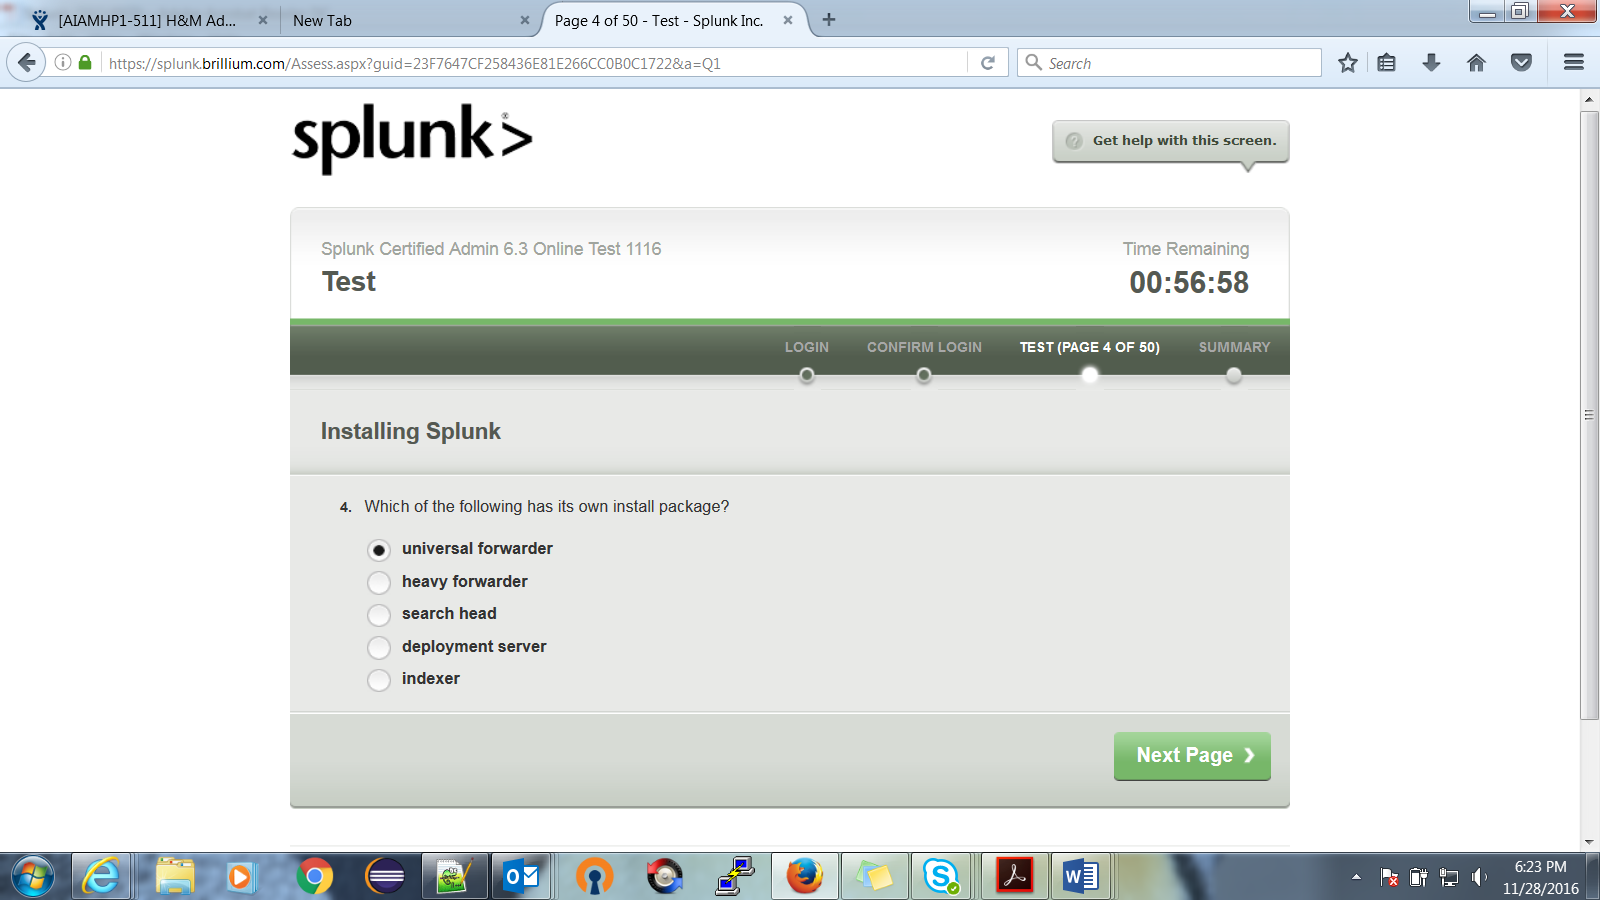 [AIAMHP1-511] H&M Ad...
New Tab
Page 4 of 50 - Test - Splunk Inc.
https://splunk.brillium.com/Assess.aspx?guid=23F7647CF258436E81E266CC0B0C1722&a=Q1
Search
splunk>
Get help with this screen.
Splunk Certified Admin 6.3 Online Test 1116
Time Remaining
Test
00:56:58
LOGIN
CONFIRM LOGIN
TEST (PAGE 4 OF 50)
SUMMARY
Installing Splunk
4. Which of the following has its own install package?
universal forwarder
heavy forwarder
search head
deployment server
indexer
Next Page
6:23 PM
11/28/2016